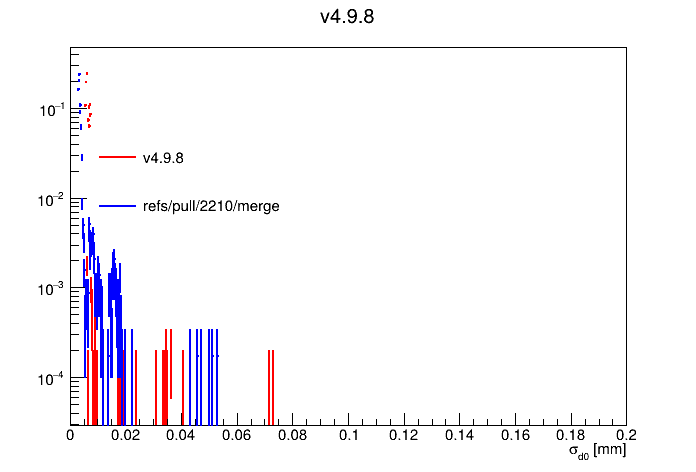 v4.9.8
10⁻¹
v4.9.8
10⁻²
refs/pull/2210/merge
10⁻³
10⁻⁴
0 0.02 0.04 0.06 0.08 0.1 0.12 0.14 0.16 0.18 0.2
σd0 [mm]